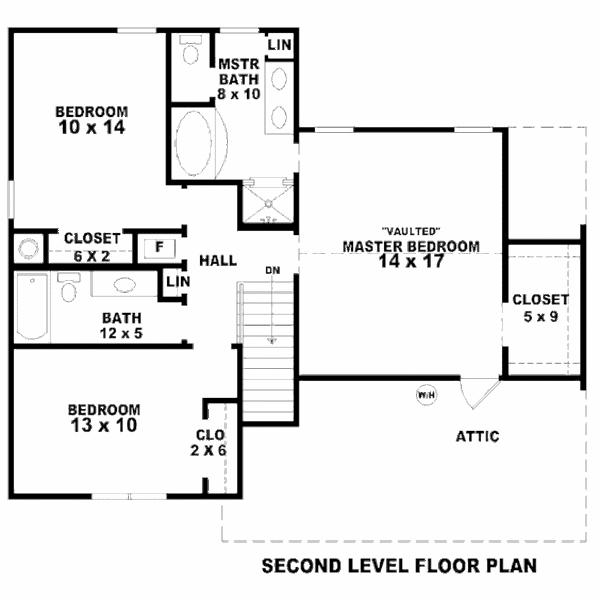 LIN
MSTR
BATH
8 x 10
BEDROOM
10 x 14
CLOSET
6 X 2
F
HALL
"VAULTED"
MASTER BEDROOM
14 x 17
DN
LIN
CLOSET
5 x 9
BATH
12 x 5
BEDROOM
13 x 10
CLO
2 X 6
W/H
ATTIC
SECOND LEVEL FLOOR PLAN